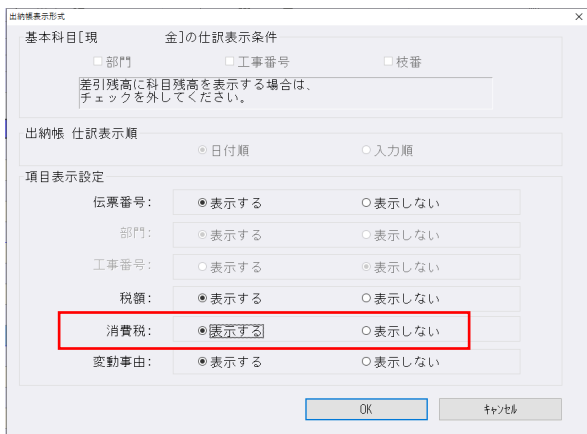 出納帳表示形式
基本科目[現 金]の仕訳表示条件
部門 工事番号 枝番
差引残高に科目残高を表示する場合は、
チェックを外してください。
出納帳 仕訳表示順
日付順 入力順
項目表示設定
伝票番号: 表示する 表示しない
部門: 表示する 表示しない
工事番号: 表示する 表示しない
税額: 表示する 表示しない
消費税: 表示する 表示しない
変動事由: 表示する 表示しない
OK キャンセル